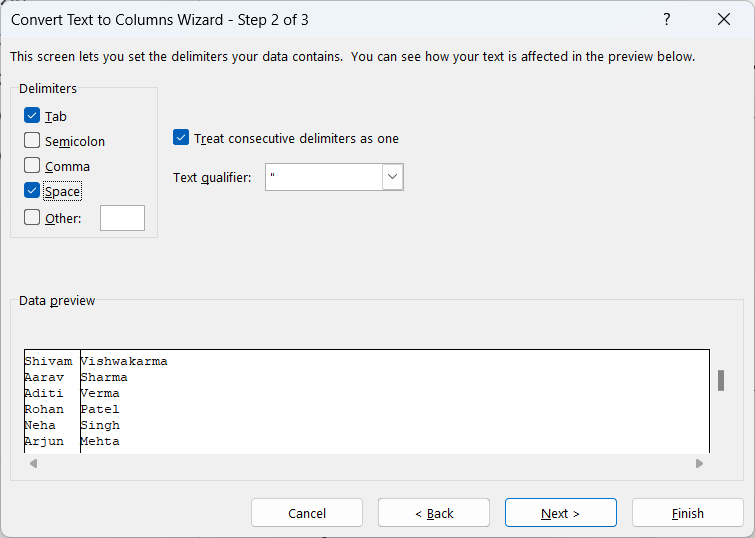 Convert Text to Columns Wizard - Step 2 of 3 ?
This screen lets you set the delimiters your data contains. You can see how your text is affected in the preview below.
Delimiters
Tab
Semicolon
Comma
Space
Other:
Treat consecutive delimiters as one
Text qualifier: "
Data preview
Shivam Vishwakarma
Aarav Sharma
Aditi Verma
Rohan Patel
Neha Singh
Arjun Mehta
Cancel < Back Next > Finish